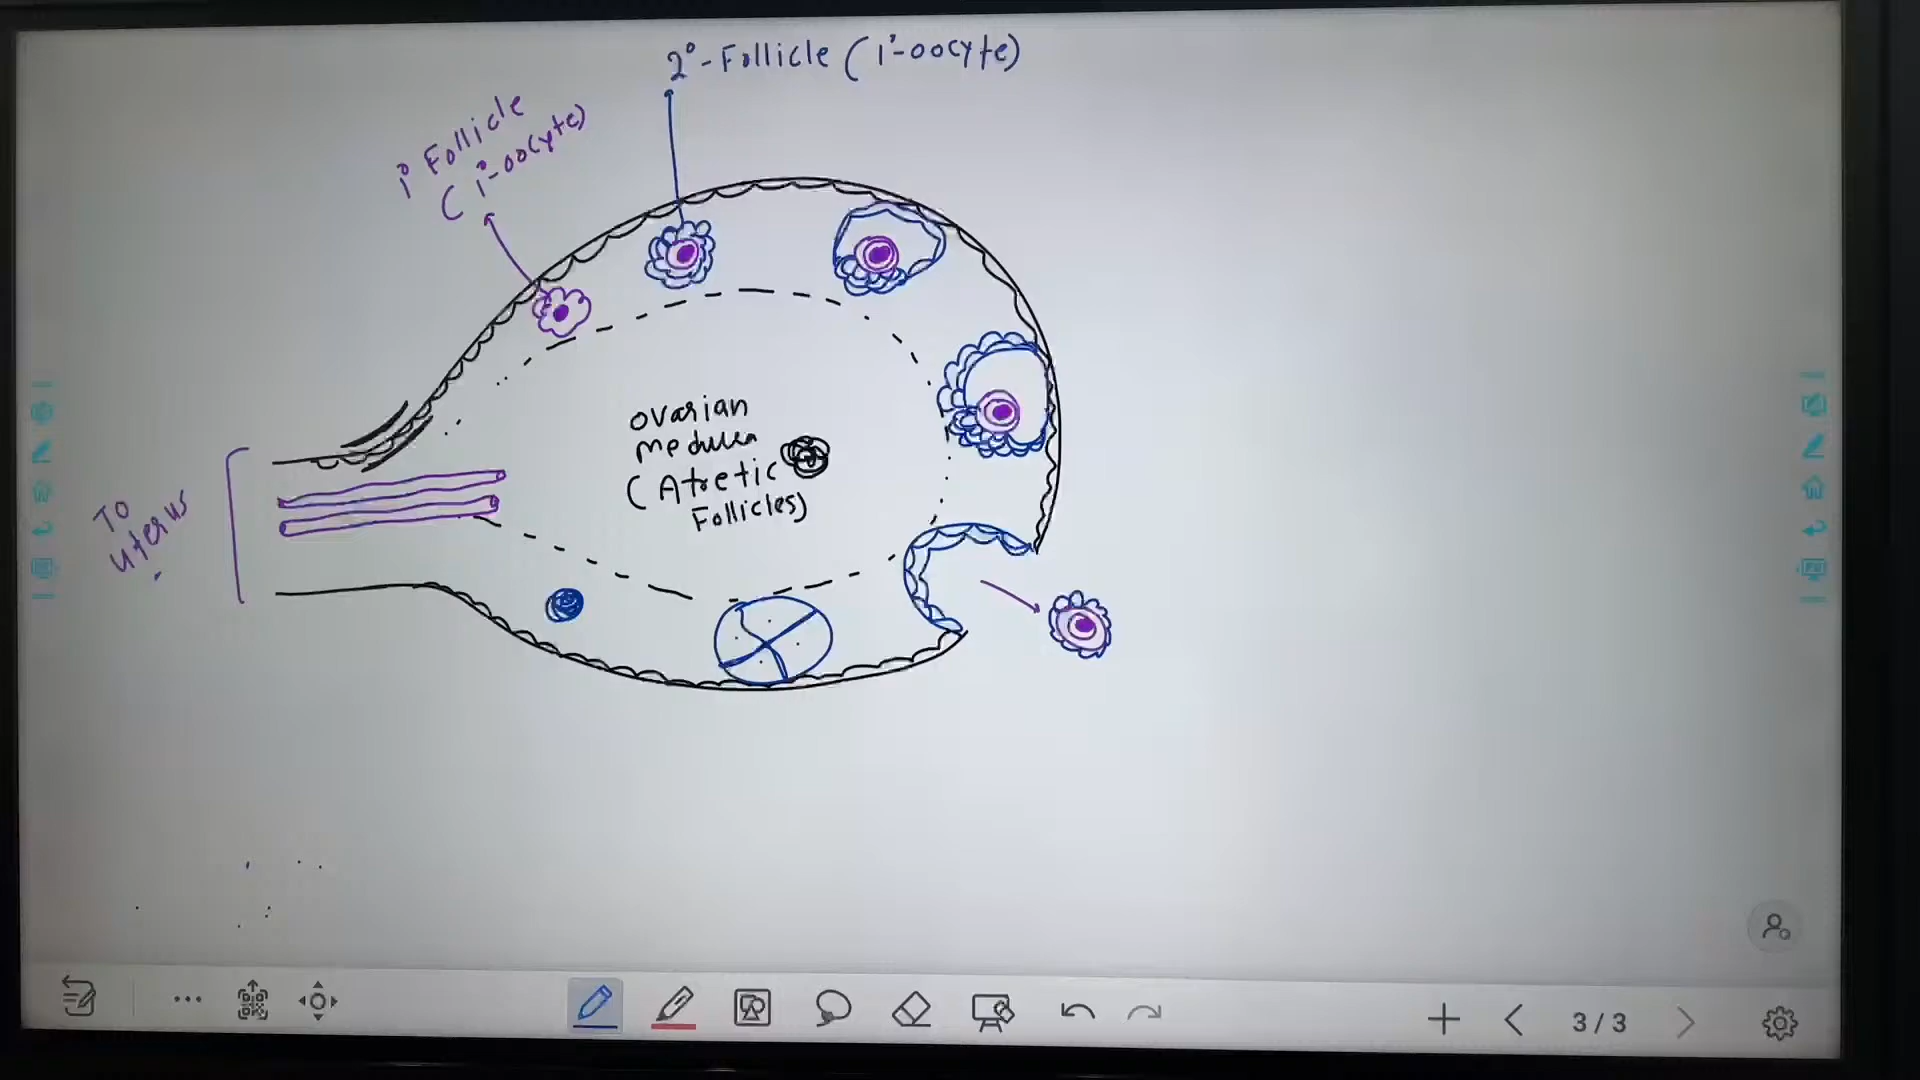 2°-Follicle (1°-oocyte)
1° Follicle
(1°-oocyte)
ovarian
medulla
(Atretic
Follicles)
To
uterus
3/3